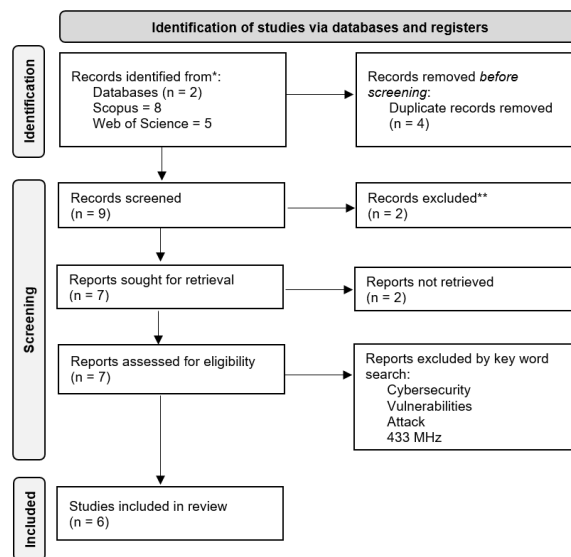 Identification of studies via databases and registers
Identification
Records identified from*:
Databases (n = 2)
Scopus = 8
Web of Science = 5
Records removed before
screening:
Duplicate records removed
(n = 4)
Screening
Records screened
(n = 9)
Records excluded**
(n = 2)
Reports sought for retrieval
(n = 7)
Reports not retrieved
(n = 2)
Reports assessed for eligibility
(n = 7)
Reports excluded by key word
search:
Cybersecurity
Vulnerabilities
Attack
433 MHz
Included
Studies included in review
(n = 6)